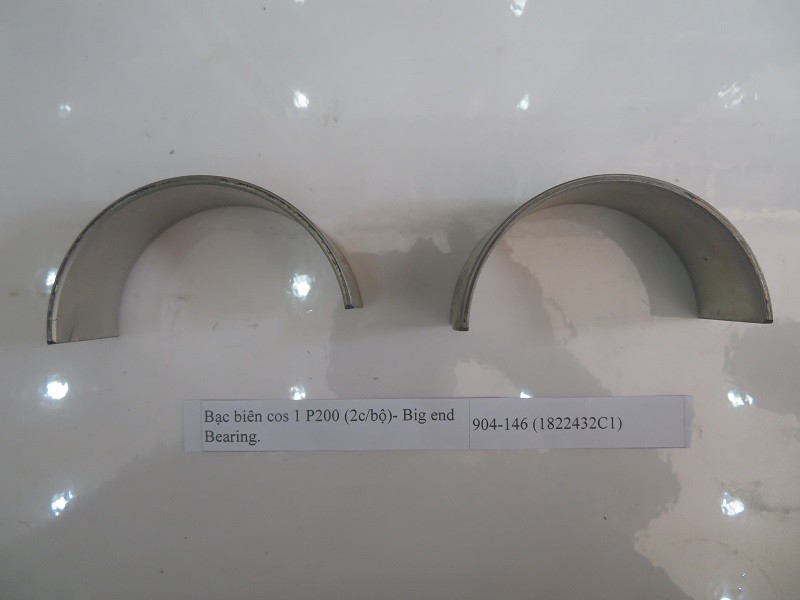 Bạc biên cos 1 P200 (2c/bộ)- Big end
Bearing.
904-146 (1822432C1)